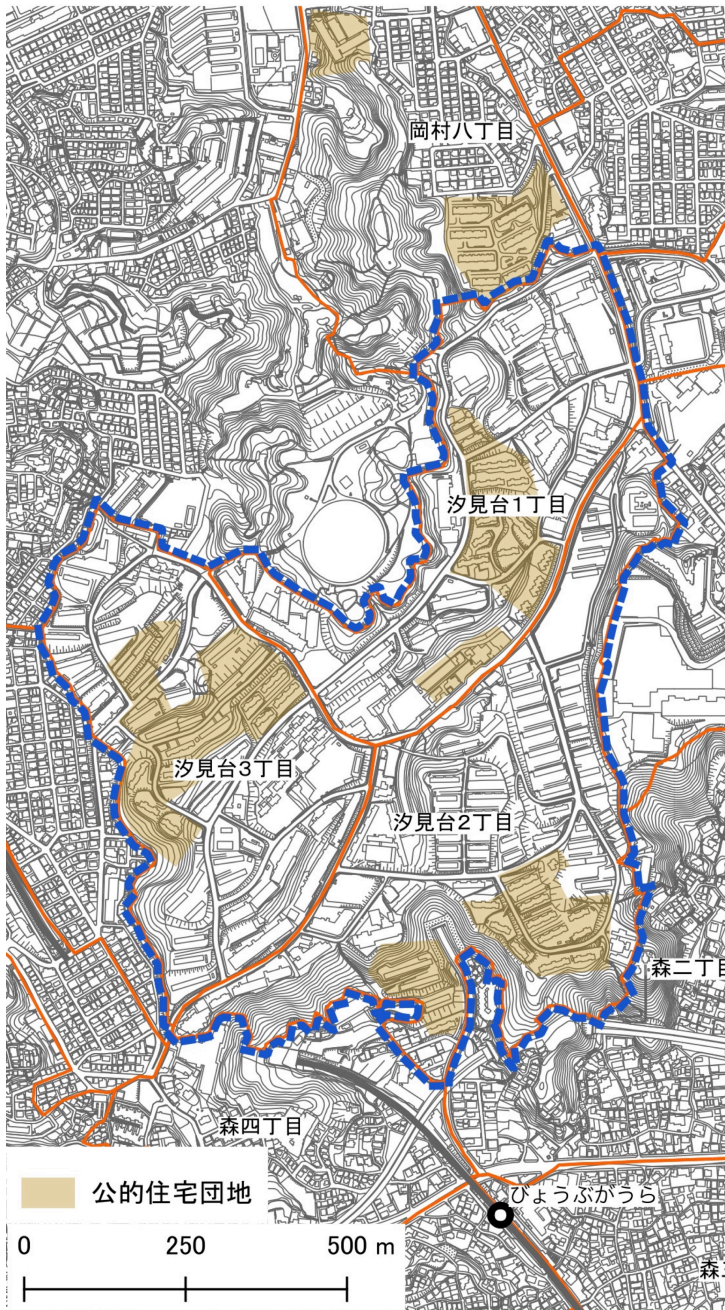 岡村八丁目
汐見台1丁目
汐見台3丁目
汐見台2丁目
森二丁目
森四丁目
公的住宅団地
びょうぶがうら
0 250 500 m